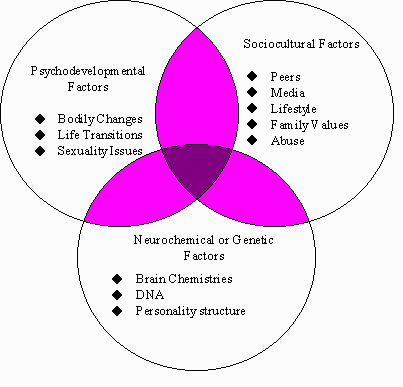 Psychodevelopmental
Factors
Bodily Changes
Life Transitions
Sexuality Issues
Sociocultural Factors
Peers
Media
Lifestyle
Family Values
Abuse
Neurochemical or Genetic
Factors
Brain Chemistries
DNA
Personality structure